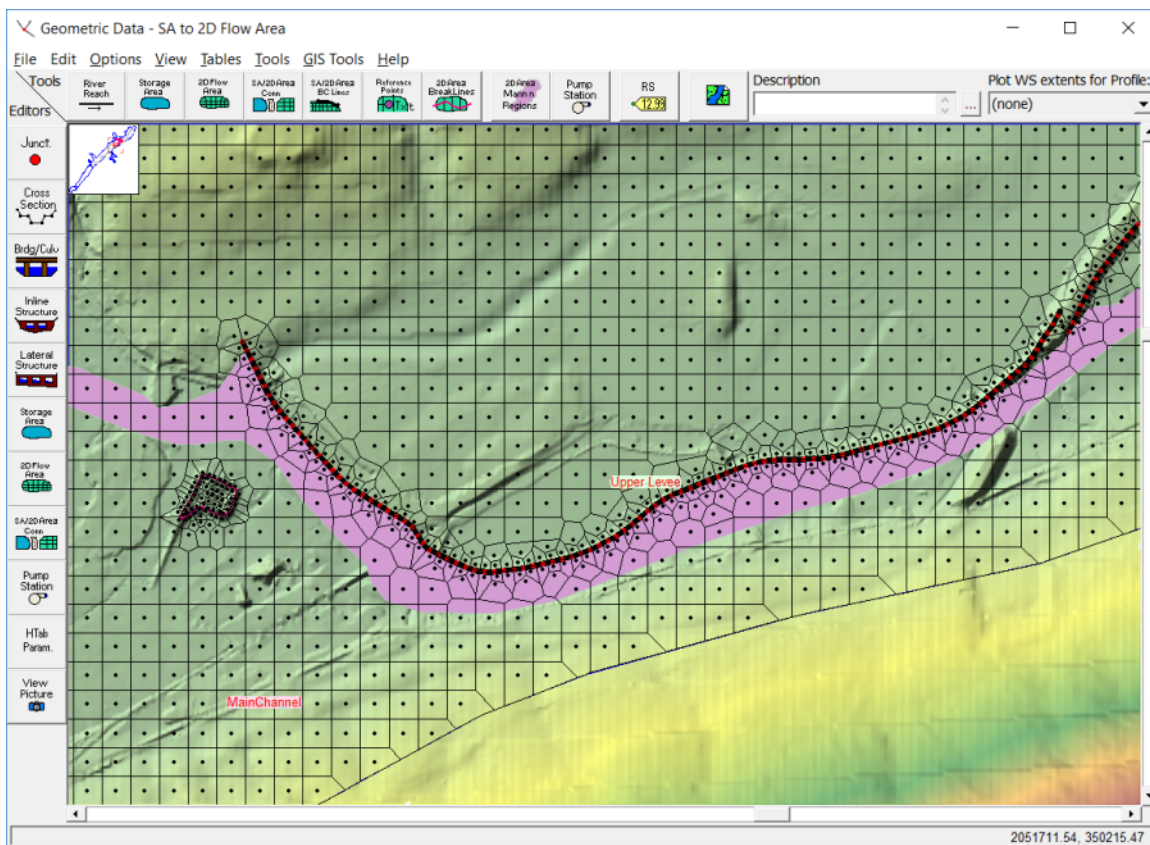 Geometric Data - SA to 2D Flow Area
File Edit Options View Tables Tools GIS Tools Help
Tools
Editors
River
Reach
Storage
Area
2D Flow
Area
SA/2D Area
Conn
SA/2D Area
BC Lines
Reference
Points
2D Area
BreakLines
2D Area
Mann n
Regions
Pump
Station
RS
12.99
Description
...
Plot WS extents for Profile:
(none)
Junct.
Cross
Section
Brdg/Culv
Inline
Structure
Lateral
Structure
Storage
Area
2D Flow
Area
SA/2D Area
Conn
Pump
Station
HTab
Param.
View
Picture
Upper Levee
MainChannel
2051711.54, 350215.47